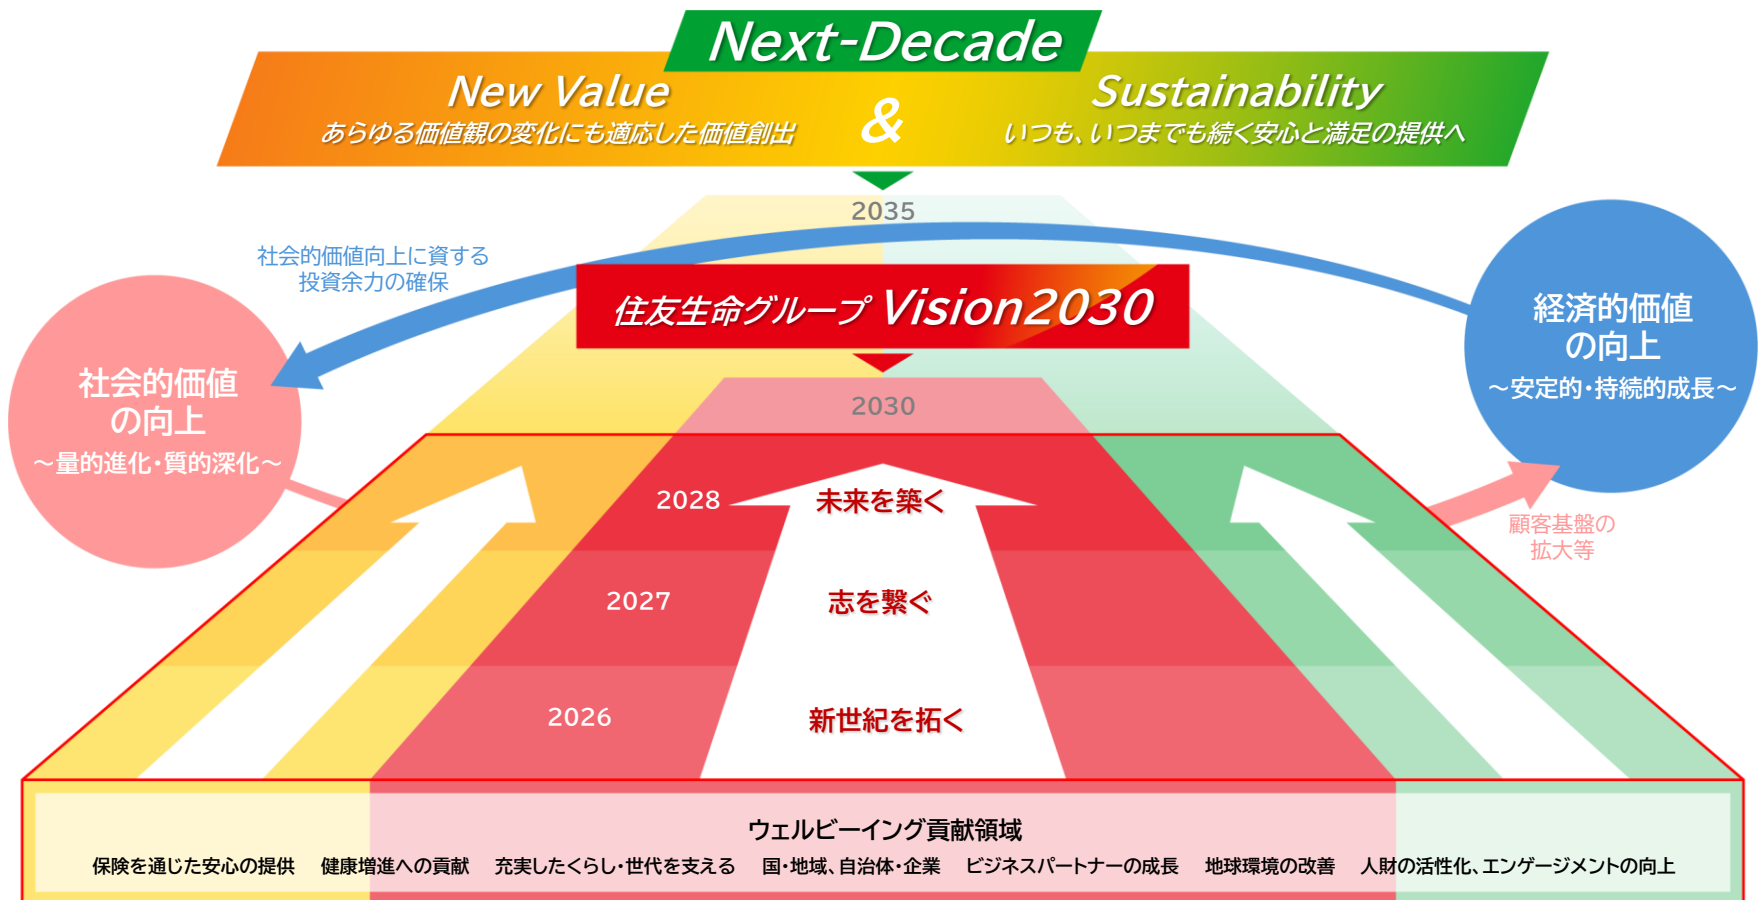 Next-Decade
New Value
あらゆる価値観の変化にも適応した価値創出
&
Sustainability
いつも、いつまでも続く安心と満足の提供へ
2035
社会的価値向上に資する
投資余力の確保
住友生命グループ Vision2030
経済的価値
の向上
～安定的・持続的成長～
社会的価値
の向上
～量的進化・質的深化～
2030
2028
未来を築く
顧客基盤の
拡大等
2027
志を繋ぐ
2026
新世紀を拓く
ウェルビーイング貢献領域
保険を通じた安心の提供 健康増進への貢献 充実したくらし・世代を支える 国・地域、自治体・企業 ビジネスパートナーの成長 地球環境の改善 人財の活性化、エンゲージメントの向上